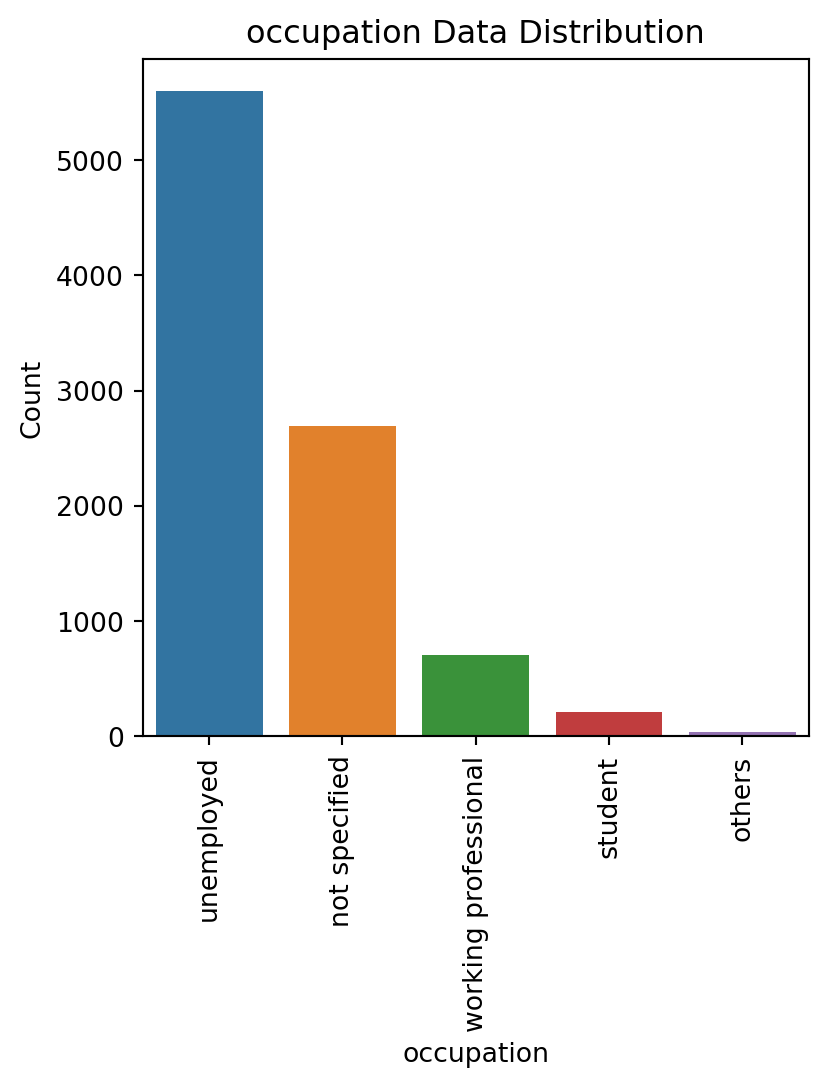 occupation Data Distribution
Count
5000
4000
3000
2000
1000
0
unemployed
not specified
working professional
student
others
occupation